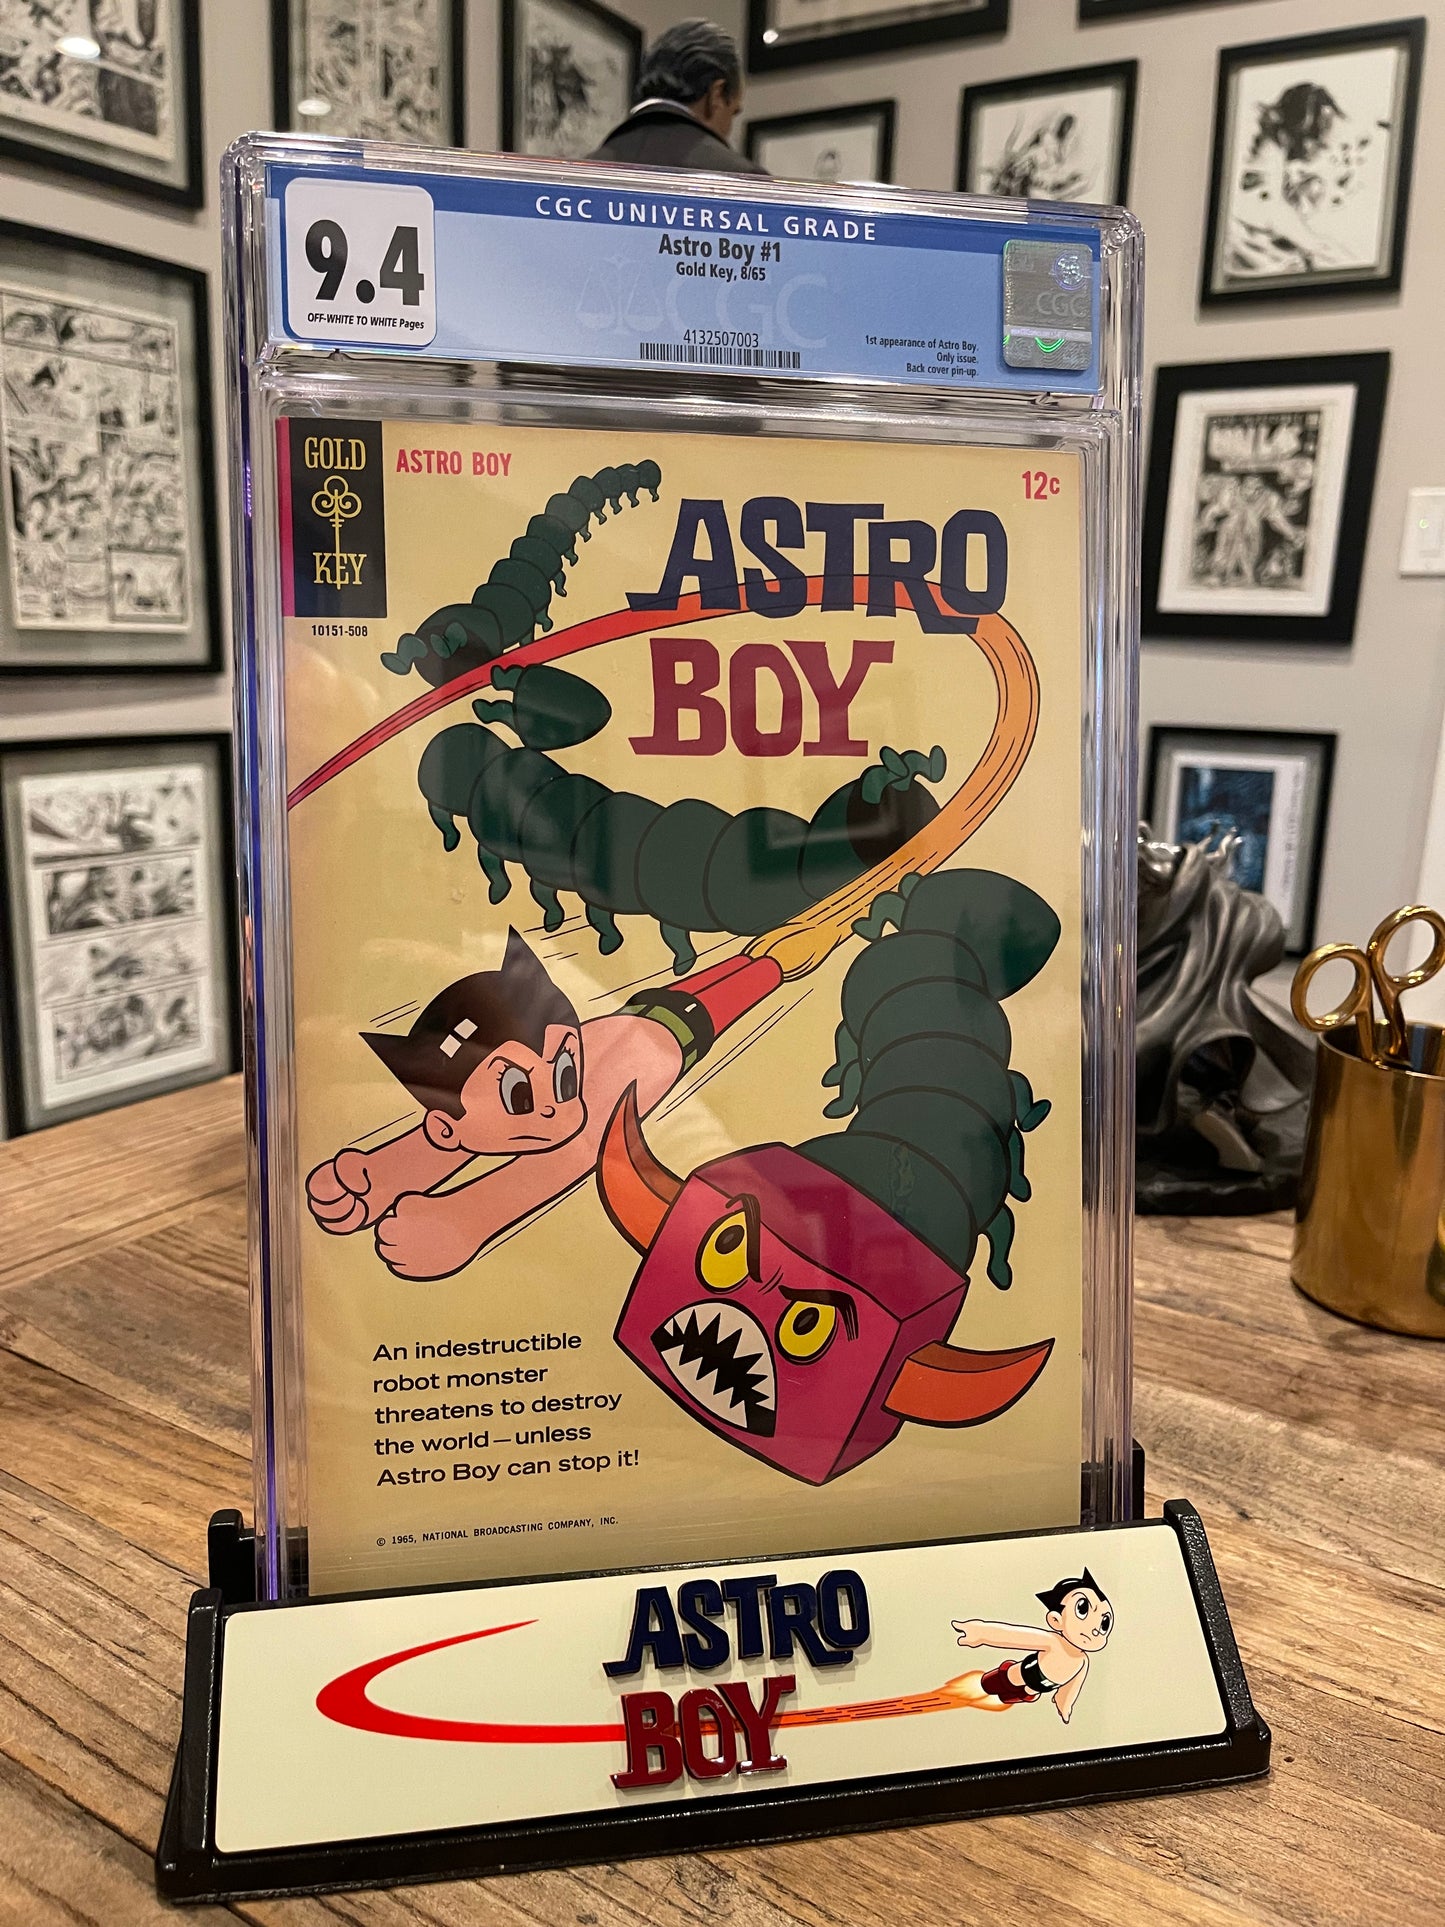 CGC UNIVERSAL GRADE
9.4
OFF-WHITE TO WHITE Pages
Astro Boy #1
Gold Key, 8/65
CGC
4132507003
1st appearance of Astro Boy.
Only issue.
Back cover pin-up.
CGC
GOLD
KEY
10151-508
ASTRO BOY
12c
ASTRO
BOY
An indestructible
robot monster
threatens to destroy
the world—unless
Astro Boy can stop it!
© 1965, NATIONAL BROADCASTING COMPANY, INC.
ASTRO
BOY